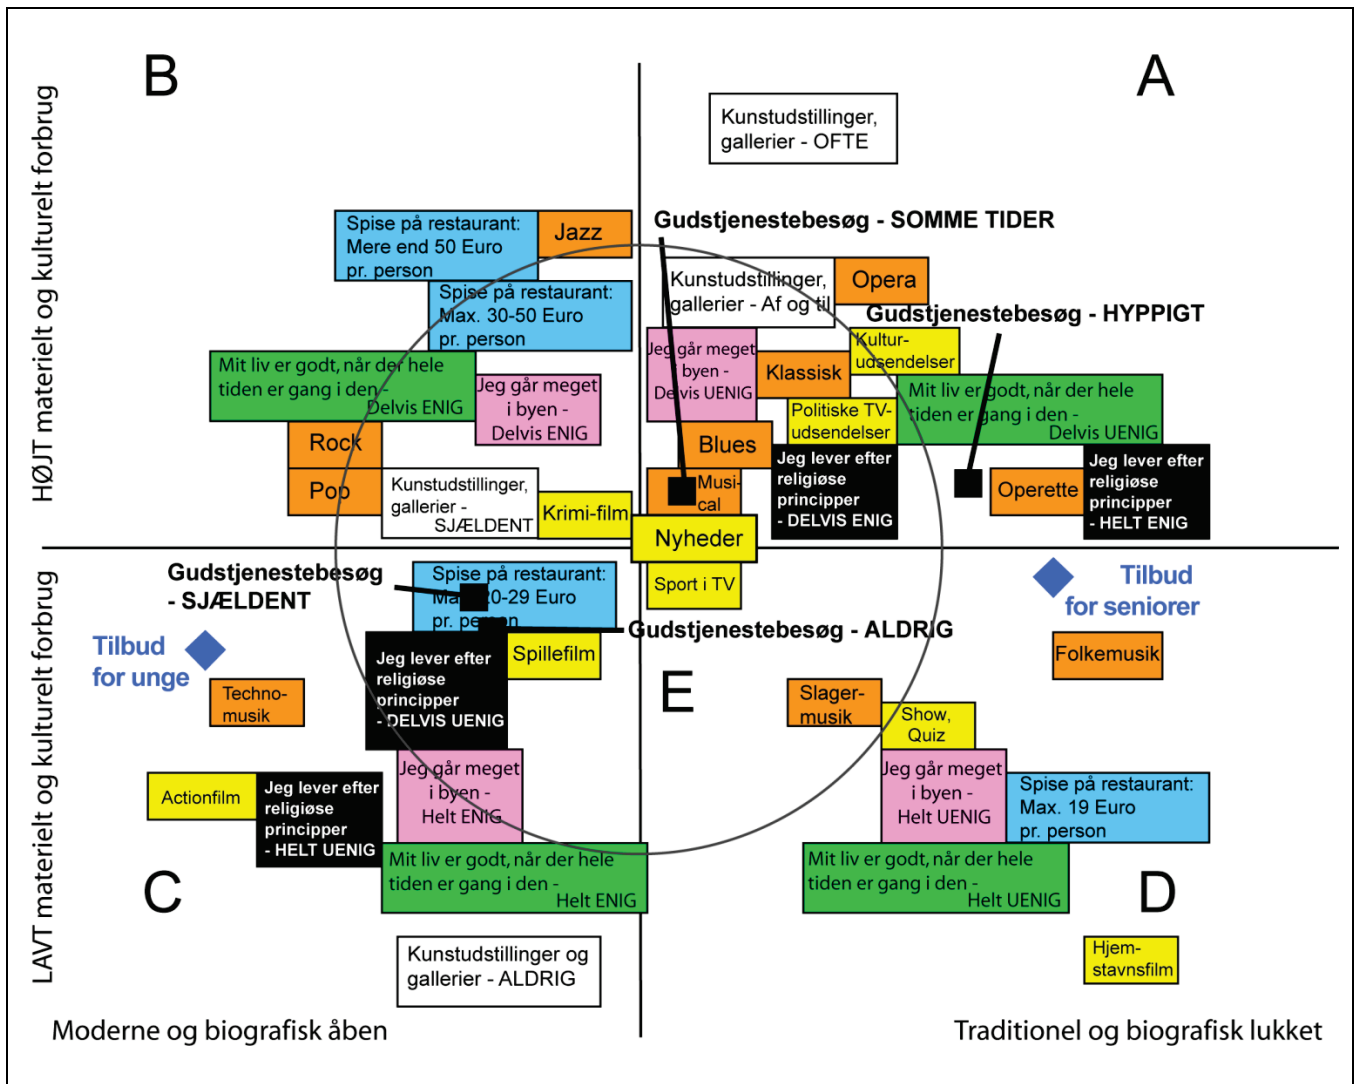 B
A
HØJT materielt og kulturelt forbrug
Kunstudstillinger,
gallerier - OFTE
Gudstjenestebesøg - SOMME TIDER
Spise på restaurant:
Mere end 50 Euro
pr. person
Jazz
Kunstudstillinger,
gallerier - Af og til
Opera
Spise på restaurant:
Max. 30-50 Euro
pr. person
Gudstjenestebesøg - HYPPIGT
Mit liv er godt, når der hele
tiden er gang i den -
Delvis ENIG
Jeg går meget
i byen -
Delvis ENIG
Jeg går meget
i byen -
Delvis UENIG
Klassisk
Kultur-
udsendelser
Mit liv er godt, når der hele
tiden er gang i den -
Delvis UENIG
Politiske TV-
udsendelser
Rock
Blues
Jeg lever efter
religiøse
principper
- DELVIS ENIG
Jeg lever efter
religiøse
principper
- HELT ENIG
Pop
Kunstudstillinger,
gallerier -
SJÆLDENT
Krimi-film
Musi-
cal
Operette
Nyheder
LAVT materielt og kulturelt forbrug
Gudstjenestebesøg
- SJÆLDENT
Spise på restaurant:
20-29 Euro
pr. person
Sport i TV
Tilbud
for seniorer
Gudstjenestebesøg - ALDRIG
Tilbud
for unge
Jeg lever efter
religiøse
principper
- DELVIS UENIG
Spillefilm
Folkemusik
E
Techno-
musik
Slager-
musik
Show,
Quiz
Actionfilm
Jeg lever efter
religiøse
principper
- HELT UENIG
Jeg går meget
i byen -
Helt ENIG
Jeg går meget
i byen -
Helt UENIG
Spise på restaurant:
Max. 19 Euro
pr. person
C
Mit liv er godt, når der hele
tiden er gang i den -
Helt ENIG
Mit liv er godt, når der hele
tiden er gang i den -
Helt UENIG
D
Kunstudstillinger og
gallerier - ALDRIG
Hjem-
stavnsfilm
Moderne og biografisk åben
Traditionel og biografisk lukket